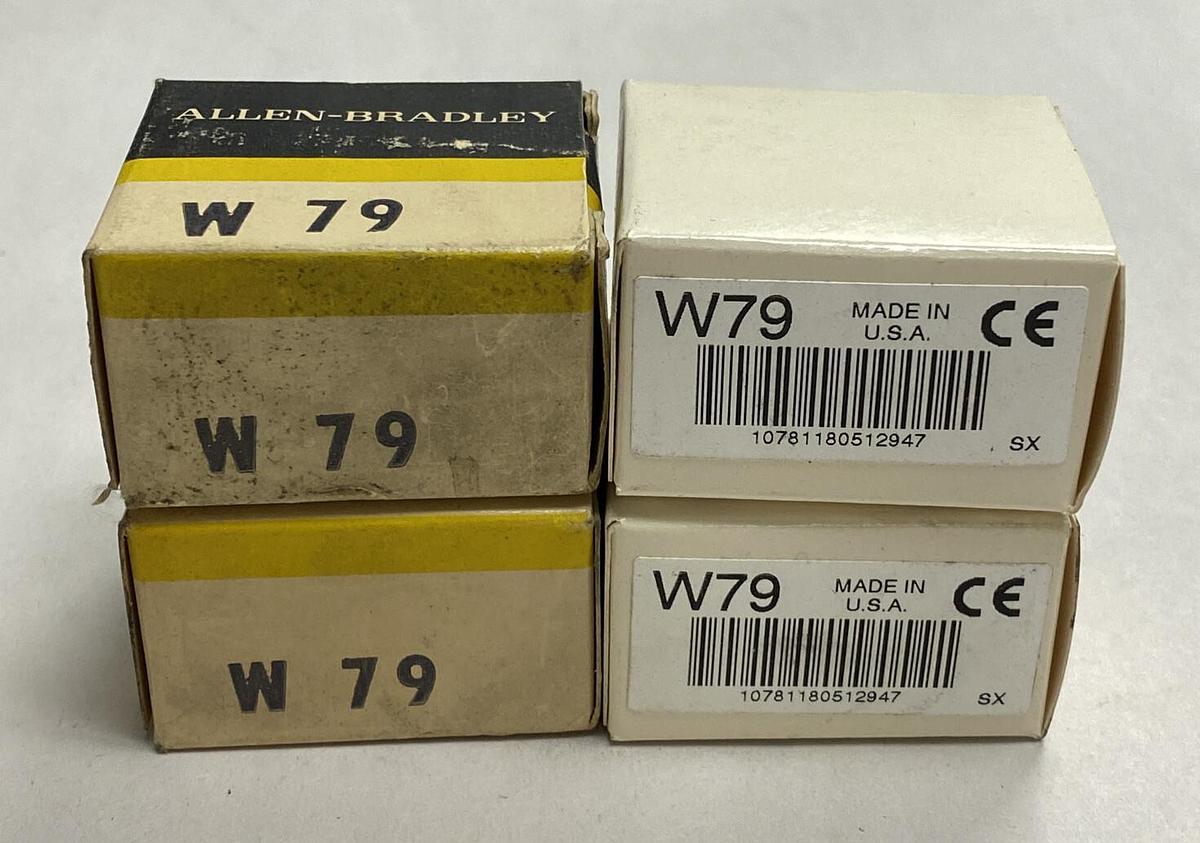 ALLEN-BRADLEY
W 79
W 79
W 79
W79
MADE IN
U.S.A.
CE
10781180512947
SX
W79
MADE IN
U.S.A.
CE
10781180512947
SX